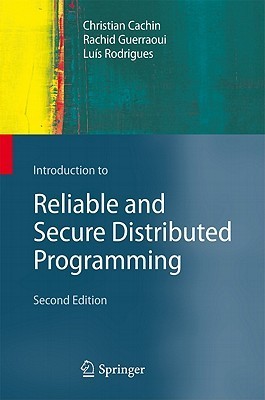 Christian Cachin
Rachid Guerraoui
Luís Rodrigues
Introduction to
Reliable and
Secure Distributed
Programming
Second Edition
Springer